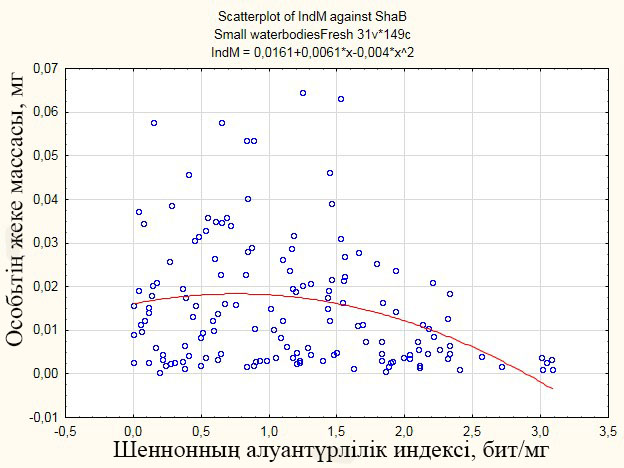 Scatterplot of IndM against ShaB
Small waterbodiesFresh 31v*149c
IndM = 0,0161+0,0061*x-0,004*x^2
Особьтің жеке массасы, мг
0,07
0,06
0,05
0,04
0,03
0,02
0,01
0,00
-0,01
-0,5 0,0 0,5 1,0 1,5 2,0 2,5 3,0 3,5
Шеннонның алуантүрлілік индексі, бит/мг